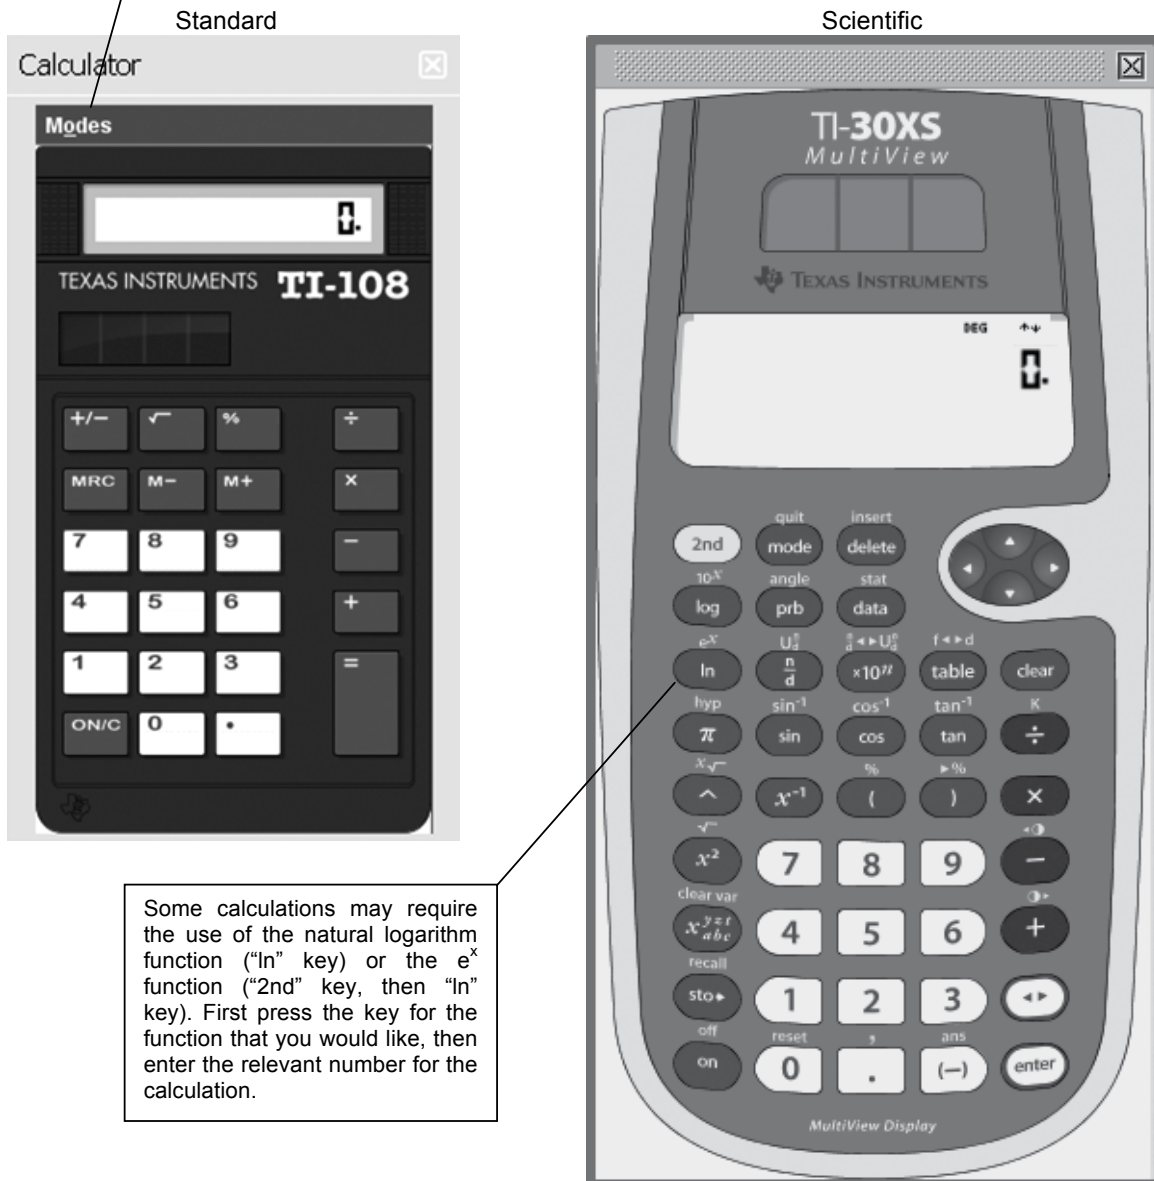 Standard
Scientific
Calculator
Modes
0.
TEXAS INSTRUMENTS TI-108
+/− √ % ÷
MRC M− M+ ×
7 8 9 −
4 5 6 +
1 2 3 =
ON/C 0 .
TI-30XS
MultiView
TEXAS INSTRUMENTS
DEG ↑↓
0.
quit insert
2nd mode delete
10ˣ angle stat
log prb data
eˣ U n/d n/d ◄► U n/d f◄►d
ln n/d ×10ⁿ table clear
hyp sin⁻¹ cos⁻¹ tan⁻¹ K
π sin cos tan ÷
ˣ√ % ►%
^ x⁻¹ ( ) ×
√ ◄◑
x² 7 8 9 −
clear var ◑►
x yzt abc 4 5 6 +
recall
sto► 1 2 3 ◄►
off reset , ans
on 0 . (−) enter
MultiView Display
Some calculations may require
the use of the natural logarithm
function (“ln” key) or the eˣ
function (“2nd” key, then “ln”
key). First press the key for the
function that you would like, then
enter the relevant number for the
calculation.